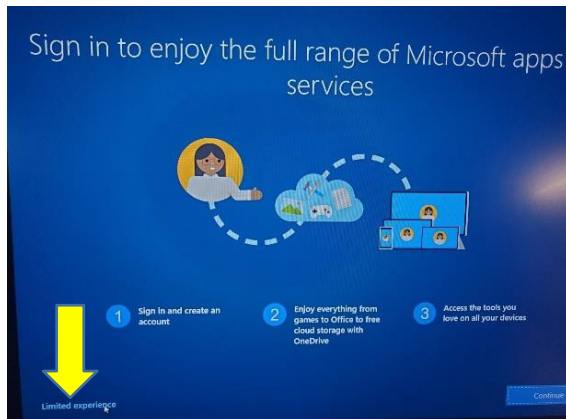 Sign in to enjoy the full range of Microsoft apps
services
1
Sign in and create an
account
2
Enjoy everything from
games to Office to free
cloud storage with
OneDrive
3
Access the tools you
love on all your devices
Limited experience
Continue